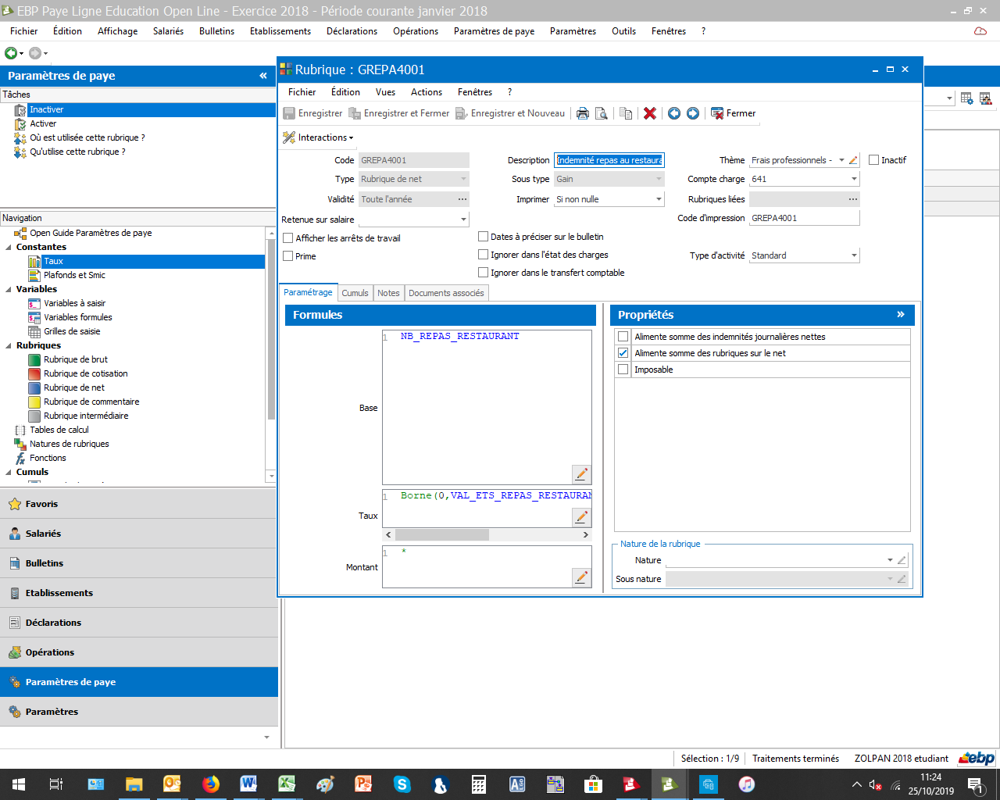 EBP Paye Ligne Education Open Line - Exercice 2018 - Période courante janvier 2018
Fichier Édition Affichage Salariés Bulletins Etablissements Déclarations Opérations Paramètres de paye Paramètres Outils Fenêtres ?
Paramètres de paye «
Tâches
Inactiver
Activer
Où est utilisée cette rubrique ?
Qu'utilise cette rubrique ?
Navigation
Open Guide Paramètres de paye
Constantes
Taux
Plafonds et Smic
Variables
Variables à saisir
Variables formules
Grilles de saisie
Rubriques
Rubrique de brut
Rubrique de cotisation
Rubrique de net
Rubrique de commentaire
Rubrique intermédiaire
Tables de calcul
Natures de rubriques
Fonctions
Cumuls
Favoris
Salariés
Bulletins
Etablissements
Déclarations
Opérations
Paramètres de paye
Paramètres
Rubrique : GREPA4001
Fichier Édition Vues Actions Fenêtres ?
Enregistrer Enregistrer et Fermer Enregistrer et Nouveau Fermer
Interactions
Code GREPA4001 Description Indemnité repas au restaura Thème Frais professionnels - Inactif
Type Rubrique de net Sous type Gain Compte charge 641
Validité Toute l'année ... Imprimer Si non nulle Rubriques liées ...
Retenue sur salaire Code d'impression GREPA4001
Afficher les arrêts de travail Dates à préciser sur le bulletin
Prime Ignorer dans l'état des charges Type d'activité Standard
Ignorer dans le transfert comptable
Paramétrage Cumuls Notes Documents associés
Formules
1 NB_REPAS_RESTAURANT
Base
1 Borne(0,VAL_ETS_REPAS_RESTAURAN
Taux
1 *
Montant
Propriétés »
Alimente somme des indemnités journalières nettes
Alimente somme des rubriques sur le net
Imposable
Nature de la rubrique
Nature
Sous nature
Sélection : 1/9 Traitements terminés ZOLPAN 2018 etudiant ebp
11:24
25/10/2019
1